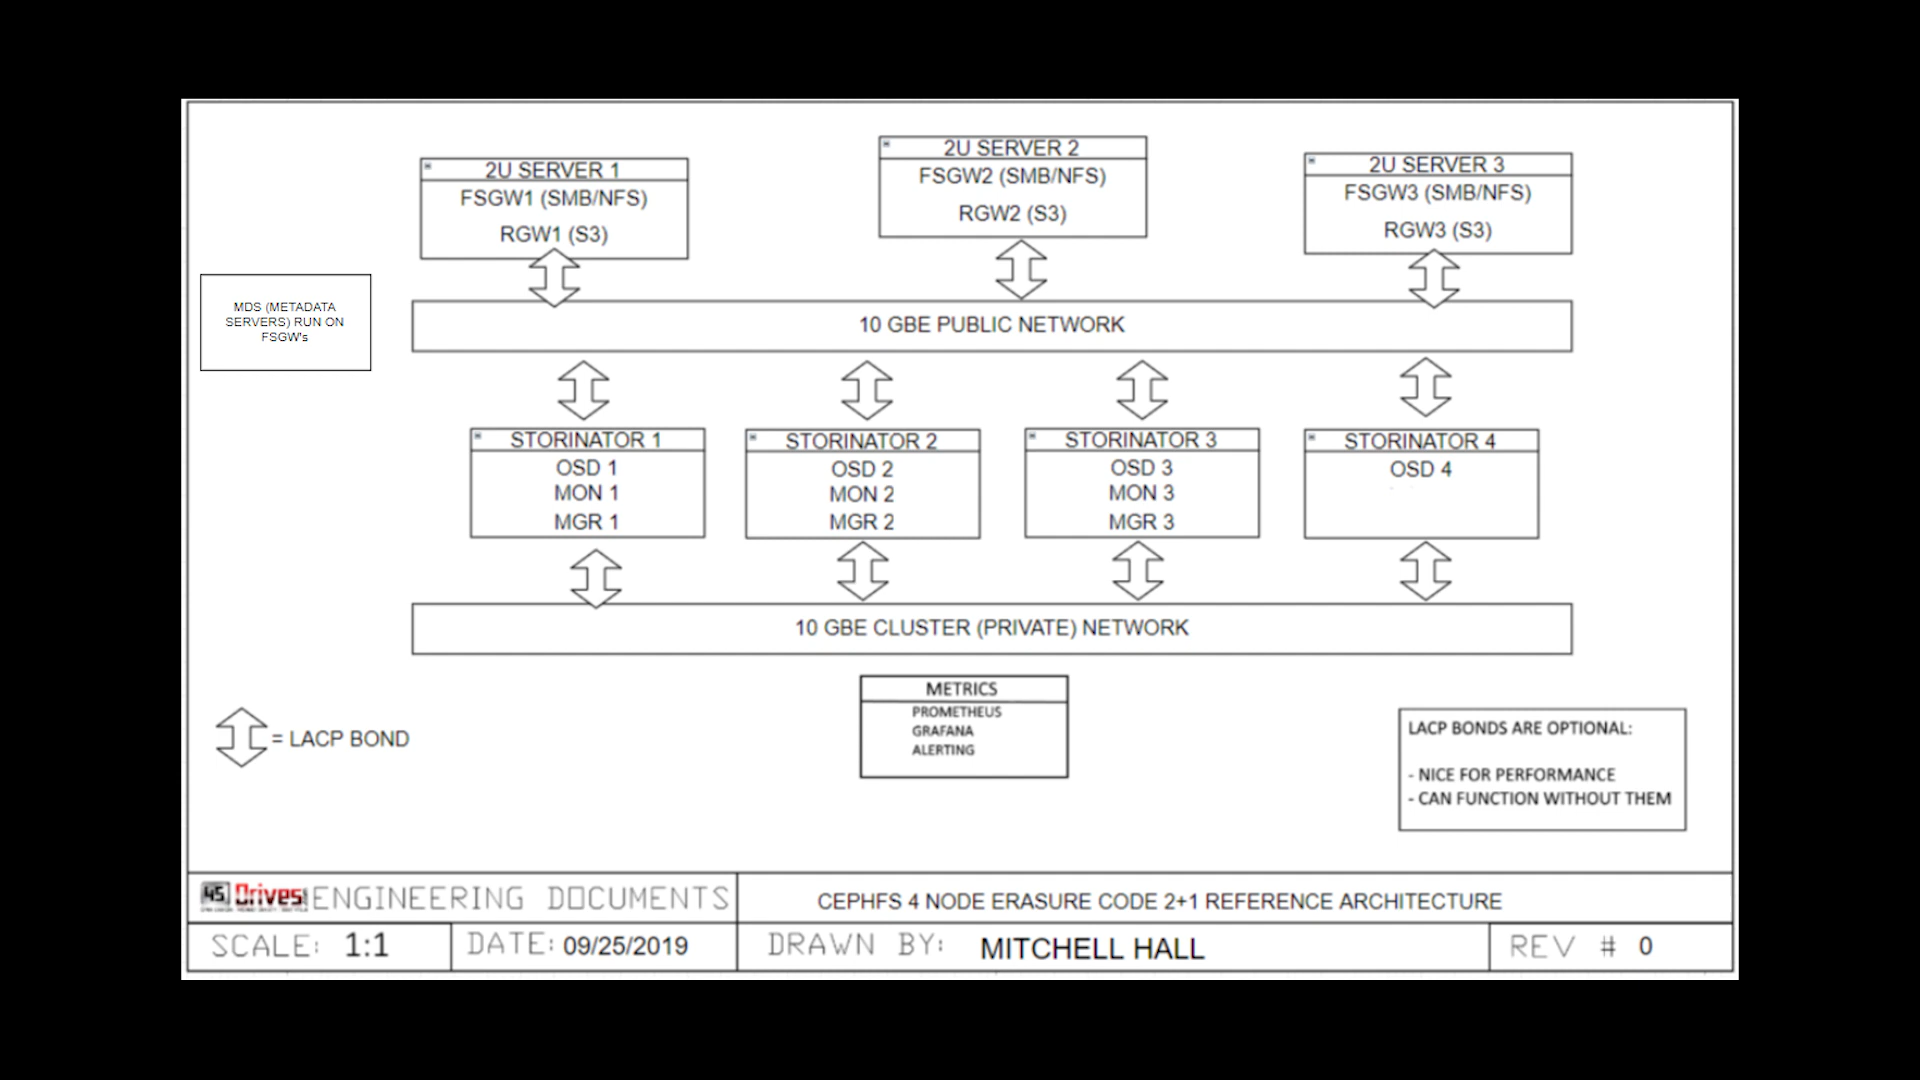 2U SERVER 1
FSGW1 (SMB/NFS)
RGW1 (S3)
2U SERVER 2
FSGW2 (SMB/NFS)
RGW2 (S3)
2U SERVER 3
FSGW3 (SMB/NFS)
RGW3 (S3)
MDS (METADATA
SERVERS) RUN ON
FSGW's
10 GBE PUBLIC NETWORK
STORINATOR 1
OSD 1
MON 1
MGR 1
STORINATOR 2
OSD 2
MON 2
MGR 2
STORINATOR 3
OSD 3
MON 3
MGR 3
STORINATOR 4
OSD 4
10 GBE CLUSTER (PRIVATE) NETWORK
METRICS
PROMETHEUS
GRAFANA
ALERTING
= LACP BOND
LACP BONDS ARE OPTIONAL:
- NICE FOR PERFORMANCE
- CAN FUNCTION WITHOUT THEM
45 Drives ENGINEERING DOCUMENTS
CEPHFS 4 NODE ERASURE CODE 2+1 REFERENCE ARCHITECTURE
SCALE: 1:1
DATE: 09/25/2019
DRAWN BY: MITCHELL HALL
REV # 0